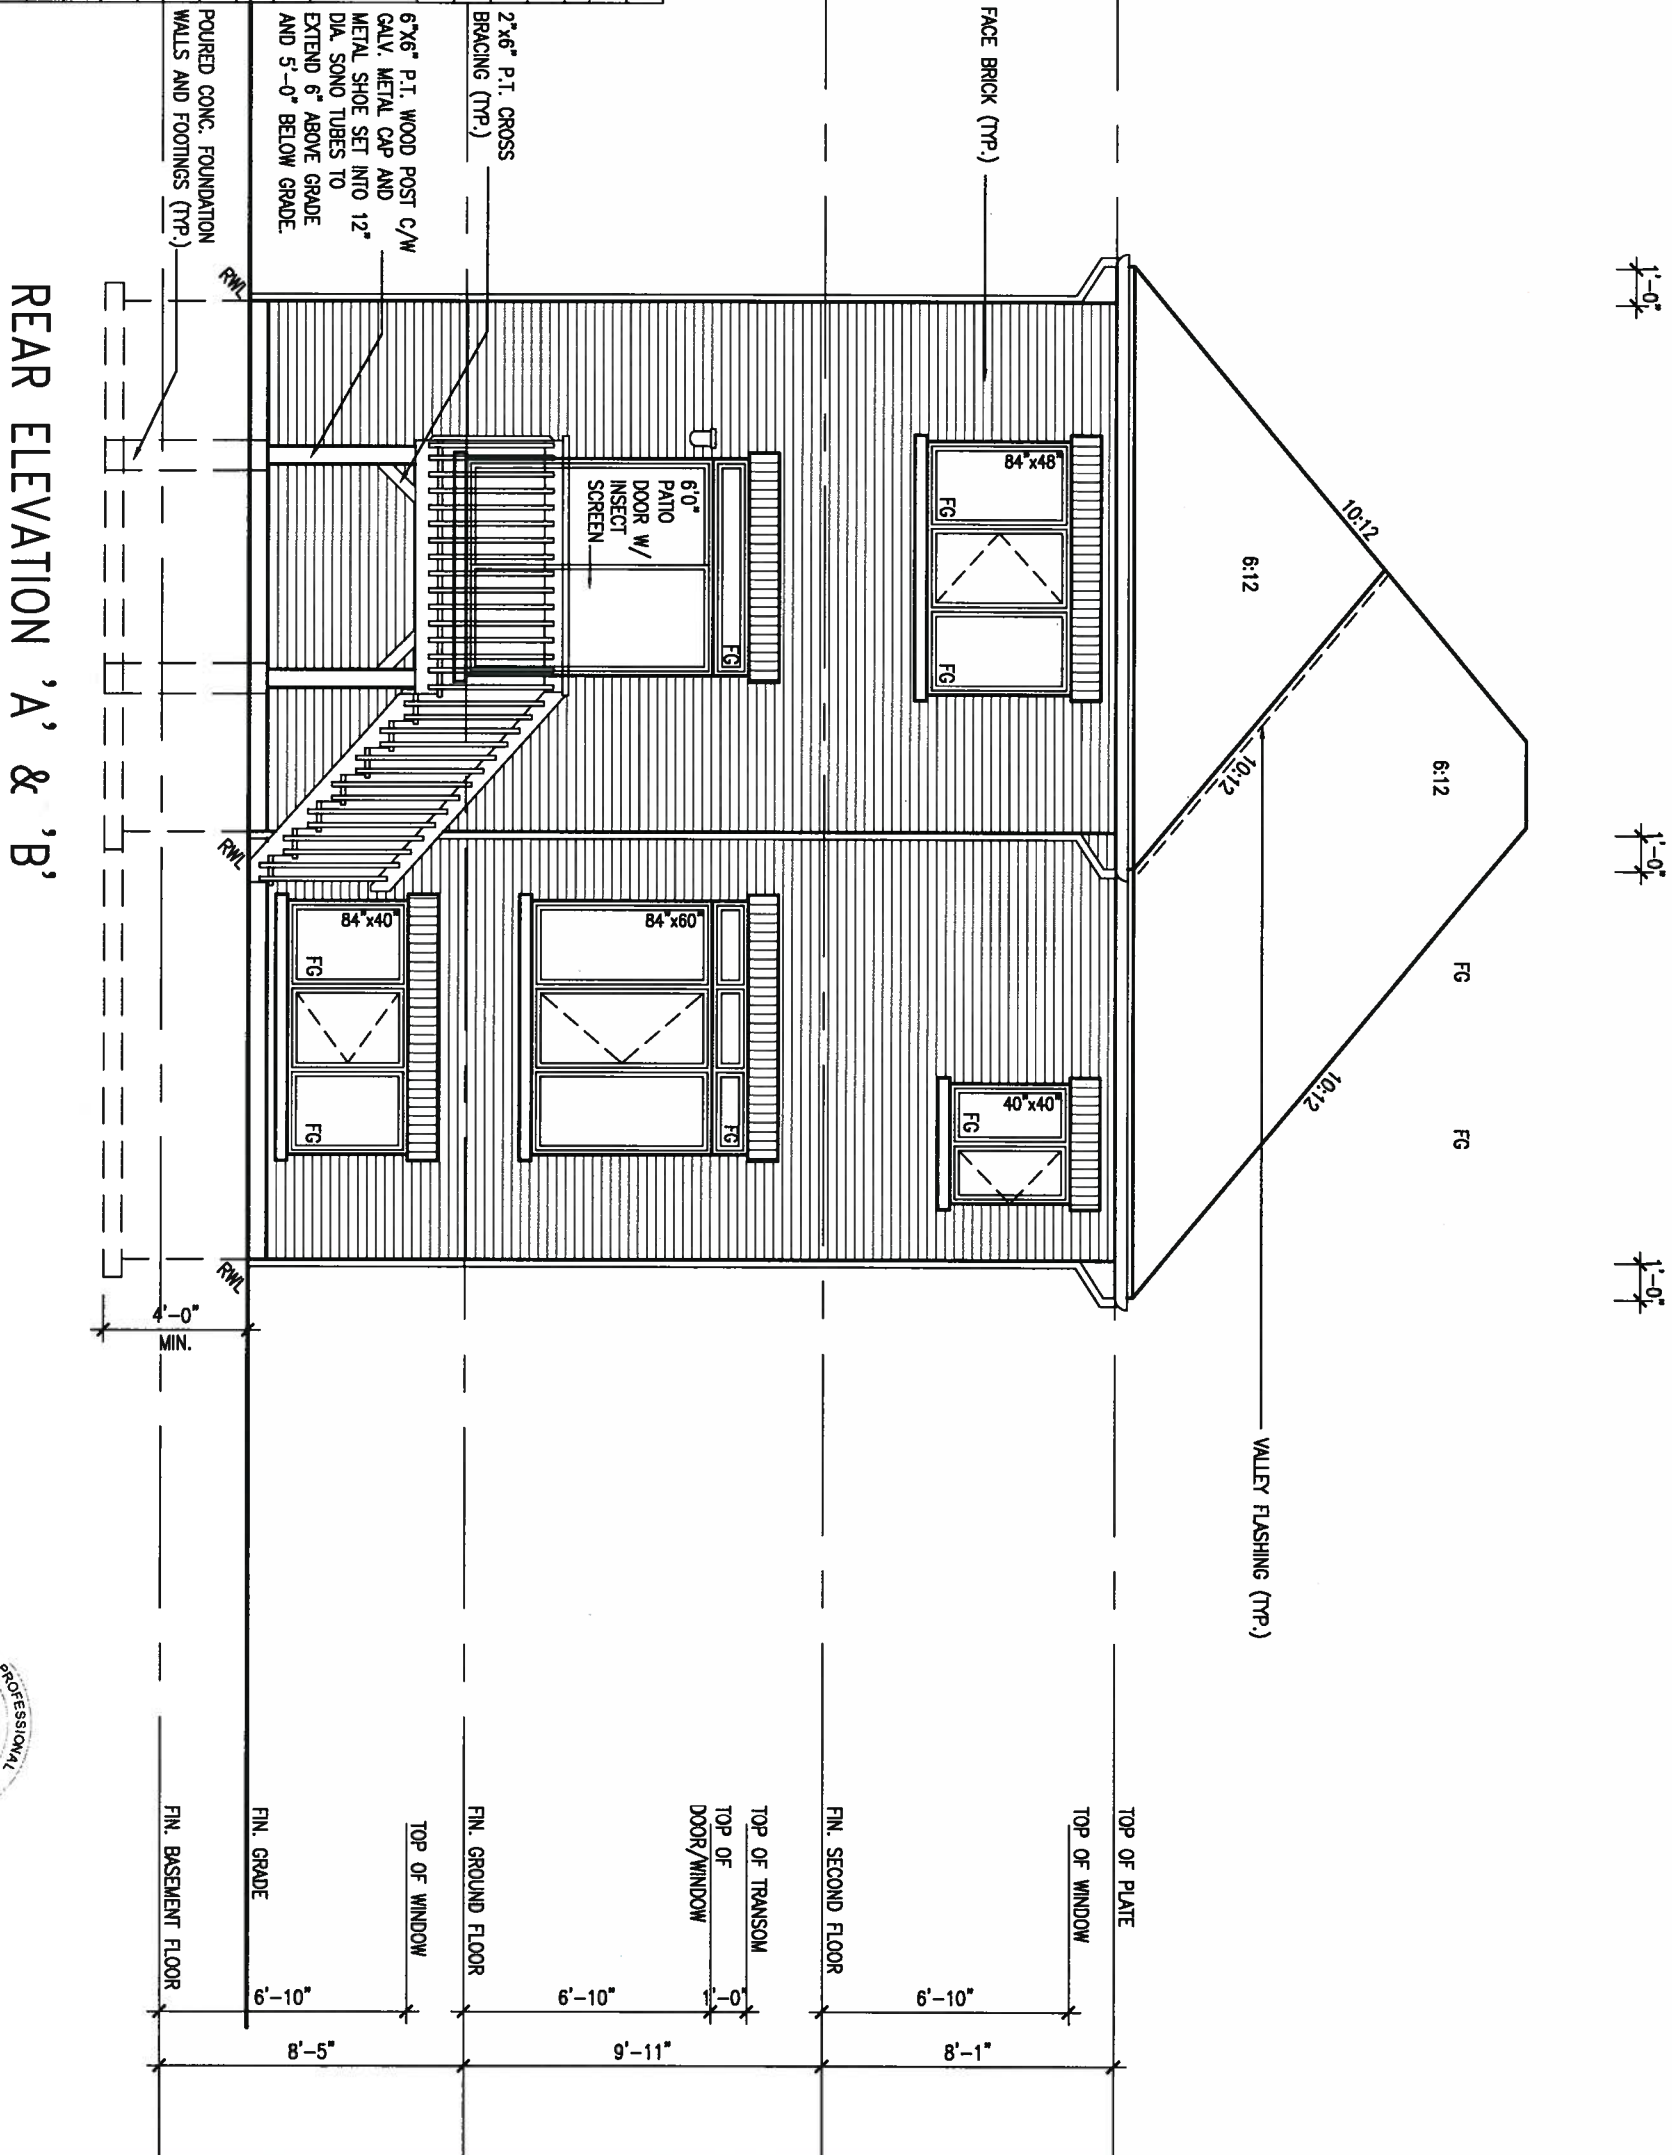 1'-0"
1'-0"
1'-0"
10:12
6:12
6:12
10:12
FG
FG
10:12
VALLEY FLASHING (TYP.)
FACE BRICK (TYP.)
2"x6" P.T. CROSS
BRACING (TYP.)
6"X6" P.T. WOOD POST C/W
GALV. METAL CAP AND
METAL SHOE SET INTO 12"
DIA. SONO TUBES TO
EXTEND 6" ABOVE GRADE
AND 5'-0" BELOW GRADE.
POURED CONC. FOUNDATION
WALLS AND FOOTINGS (TYP.)
84"x48"
FG
FG
40"x40"
FG
6'0"
PATIO
DOOR W/
INSECT
SCREEN
FG
84"x60"
FG
84"x40"
FG
FG
RWL
RWL
RWL
4'-0"
MIN.
TOP OF PLATE
TOP OF WINDOW
FIN. SECOND FLOOR
TOP OF TRANSOM
TOP OF
DOOR/WINDOW
FIN. GROUND FLOOR
TOP OF WINDOW
FIN. GRADE
FIN. BASEMENT FLOOR
6'-10"
1'-0"
6'-10"
6'-10"
8'-1"
9'-11"
8'-5"
REAR ELEVATION 'A' & 'B'
PROFESSIONAL